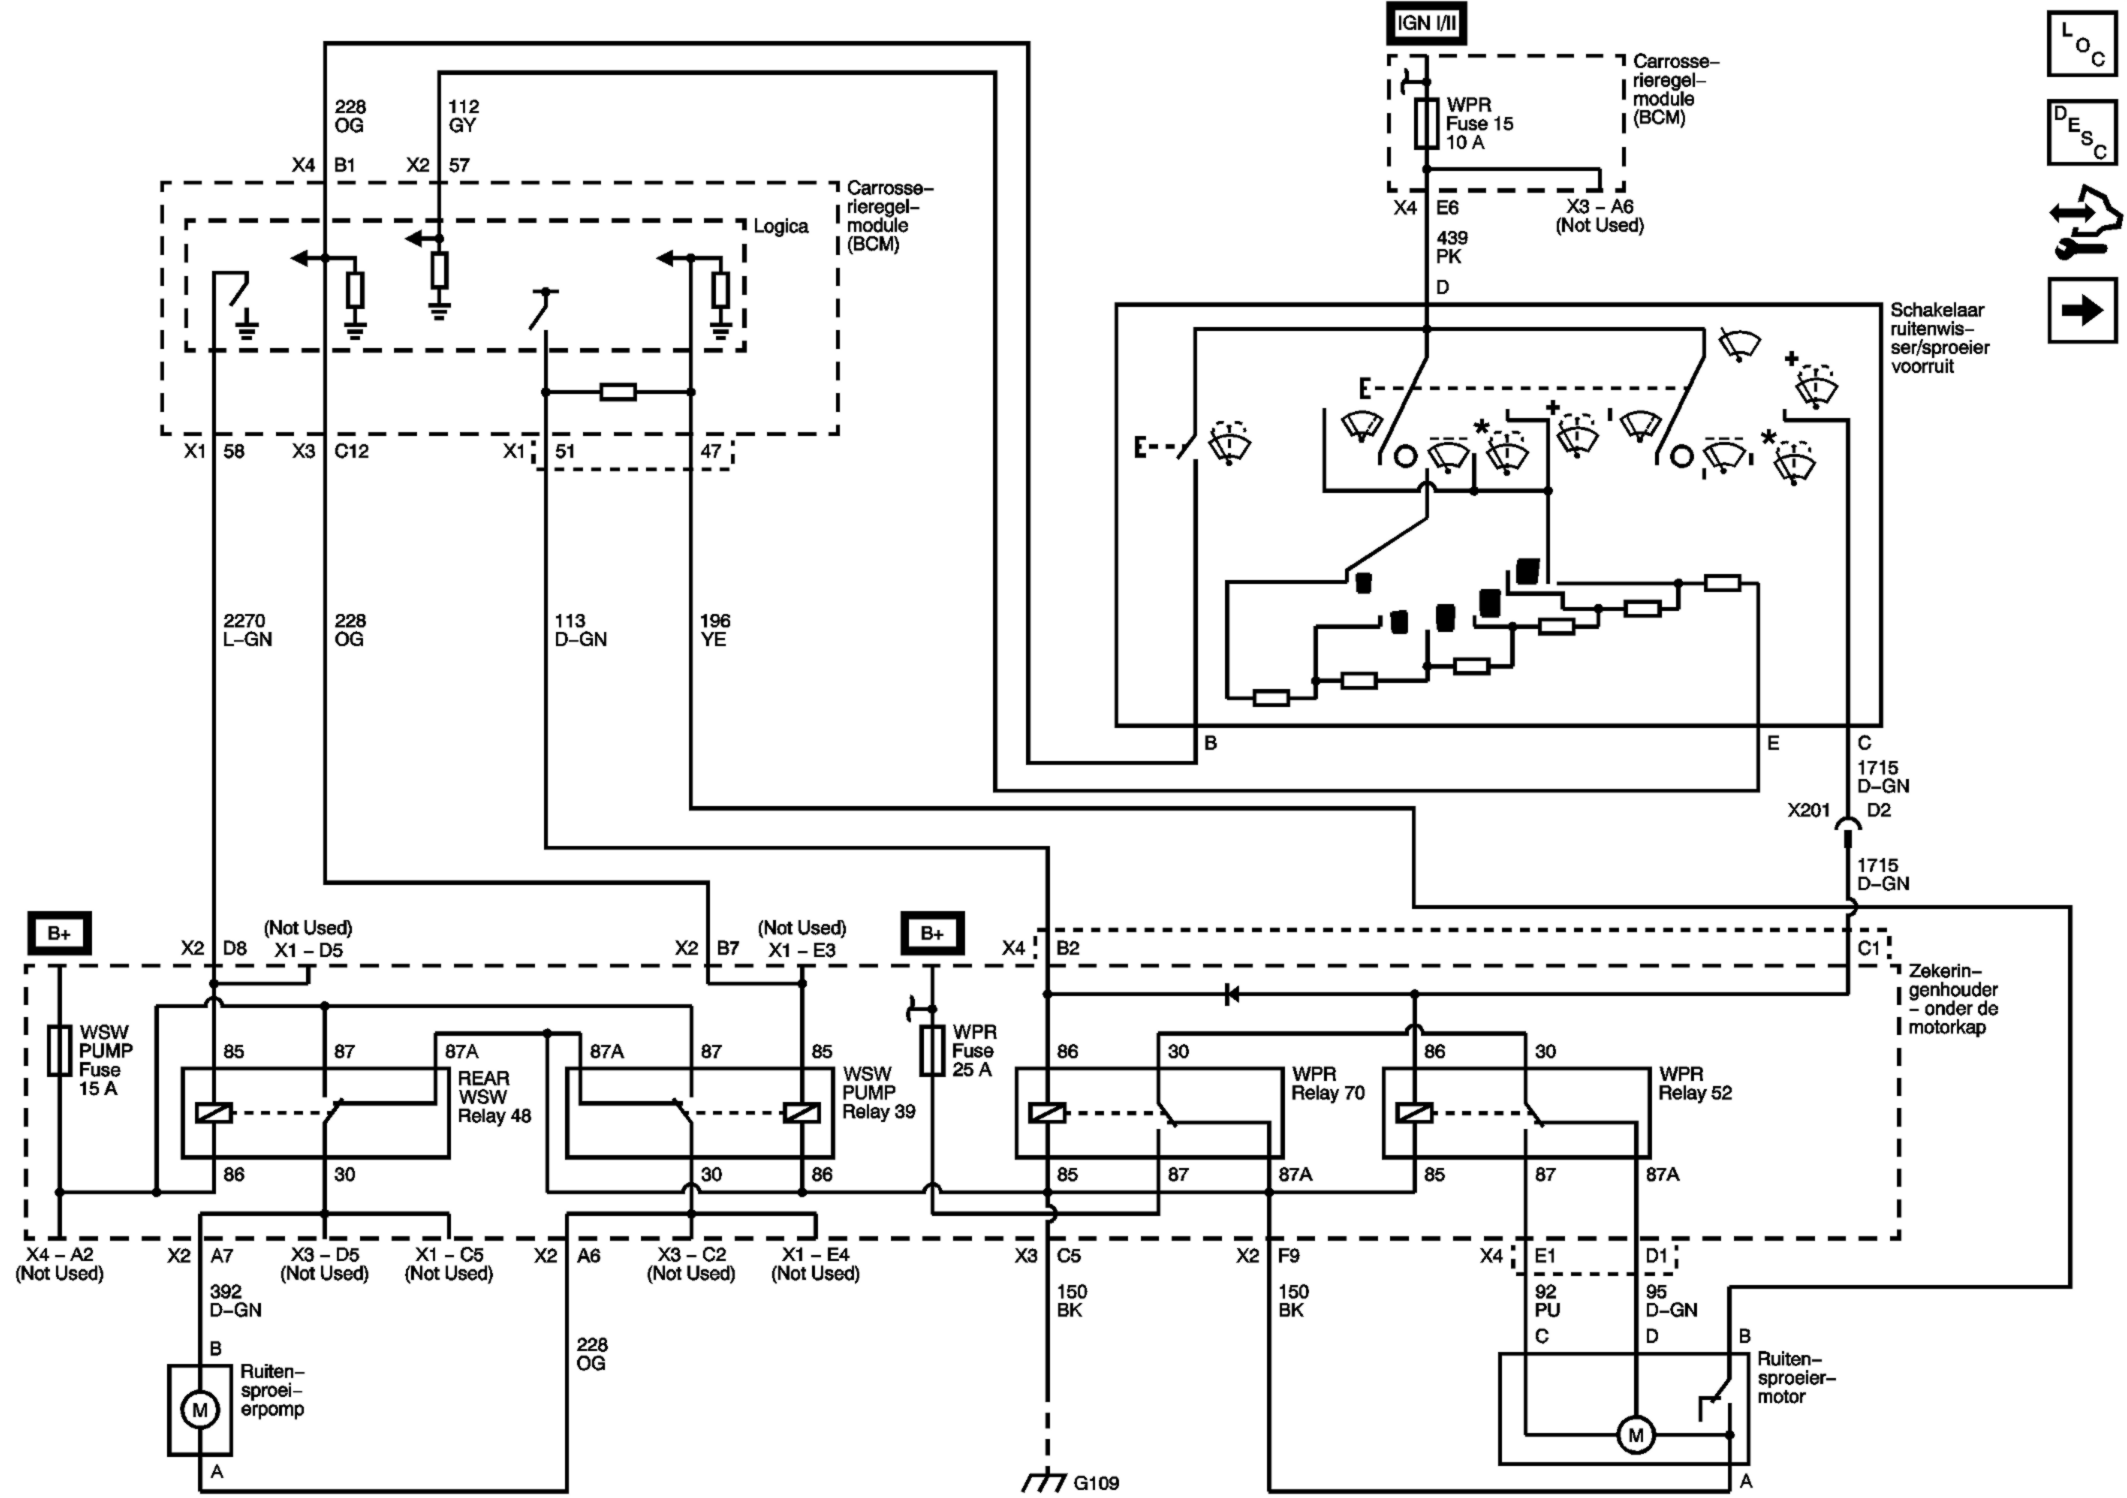 IGN I/II
L
O
C
D
E
S
C
Carrosse–
rieregel–
module
(BCM)
WPR
Fuse 15
10 A
X4 E6
X3 – A6
(Not Used)
439
PK
D
228
OG
112
GY
X4 B1
X2 57
Carrosse–
rieregel–
module
(BCM)
Logica
Schakelaar
ruitenwis–
ser/sproeier
voorruit
E
E
+
+
*
*
X1 58
X3 C12
X1 51
47
2270
L–GN
228
OG
113
D–GN
196
YE
B
E
C
1715
D–GN
X201 D2
1715
D–GN
B+
X2 D8
(Not Used)
X1 – D5
X2 B7
(Not Used)
X1 – E3
B+
X4 B2
C1
Zekerin–
genhouder
– onder de
motorkap
WSW
PUMP
Fuse
15 A
85 87 87A
87A 87 85
WPR
Fuse
25 A
86 30
86 30
REAR
WSW
Relay 48
WSW
PUMP
Relay 39
WPR
Relay 70
WPR
Relay 52
86 30
30 86
85 87 87A
85 87 87A
X4 – A2
(Not Used)
X2 A7
X3 – D5
(Not Used)
X1 – C5
(Not Used)
X2 A6
X3 – C2
(Not Used)
X1 – E4
(Not Used)
X3 C5
X2 F9
X4 E1
D1
392
D–GN
150
BK
150
BK
92
PU
95
D–GN
B
228
OG
C
D
B
Ruiten–
sproei–
erpomp
M
A
Ruiten–
sproeier–
motor
M
A
G109